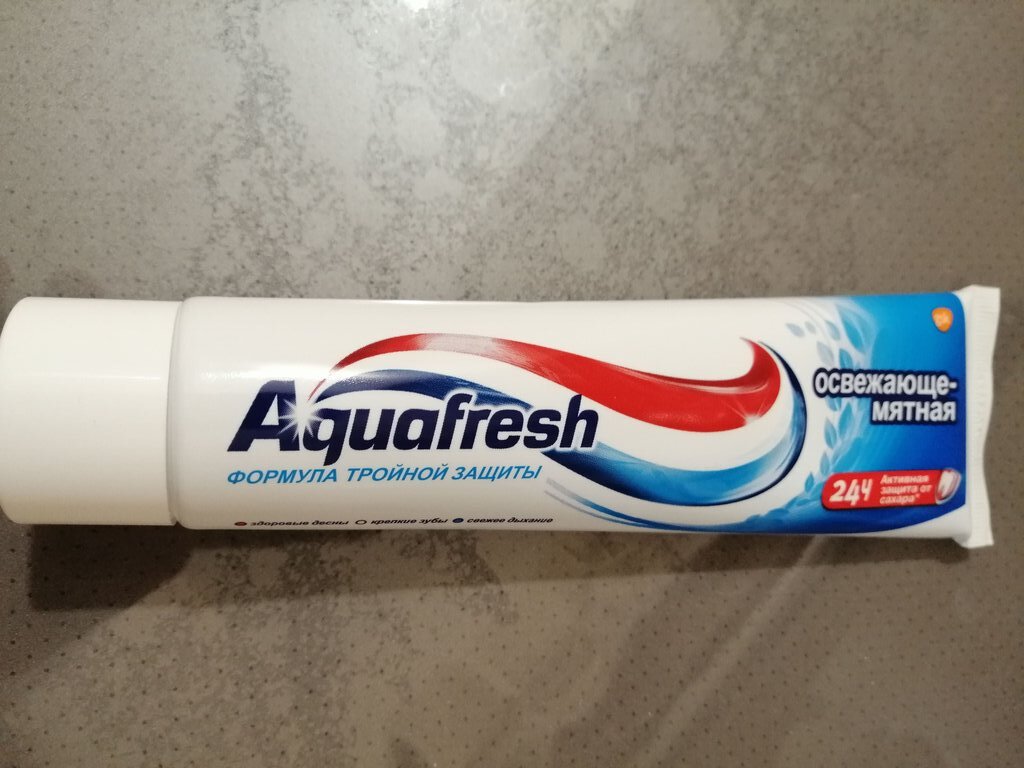 Aquafresh
ФОРМУЛА ТРОЙНОЙ ЗАЩИТЫ
здоровые десны крепкие зубы свежее дыхание
ОСВЕЖАЮЩЕ-
МЯТНАЯ
24Ч
Активная
защита от
сахара*